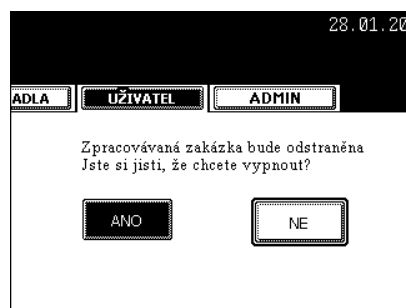 28.01.20
ADLA UŽIVATEL ADMIN
Zpracovávaná zakázka bude odstraněna
Jste si jisti, že chcete vypnout?
ANO NE